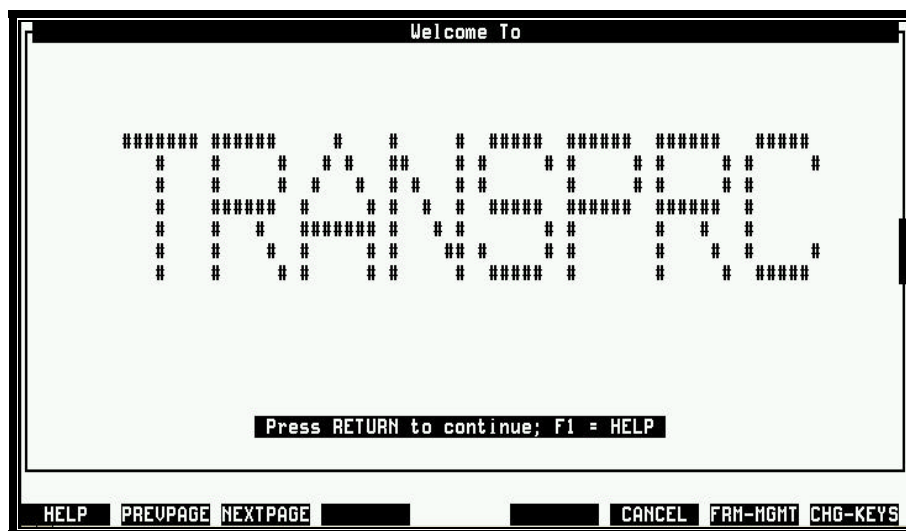 Welcome To
TRANSPRC
Press RETURN to continue; F1 = HELP
HELP PREVPAGE NEXTPAGE CANCEL FRM-MGMT CHG-KEYS